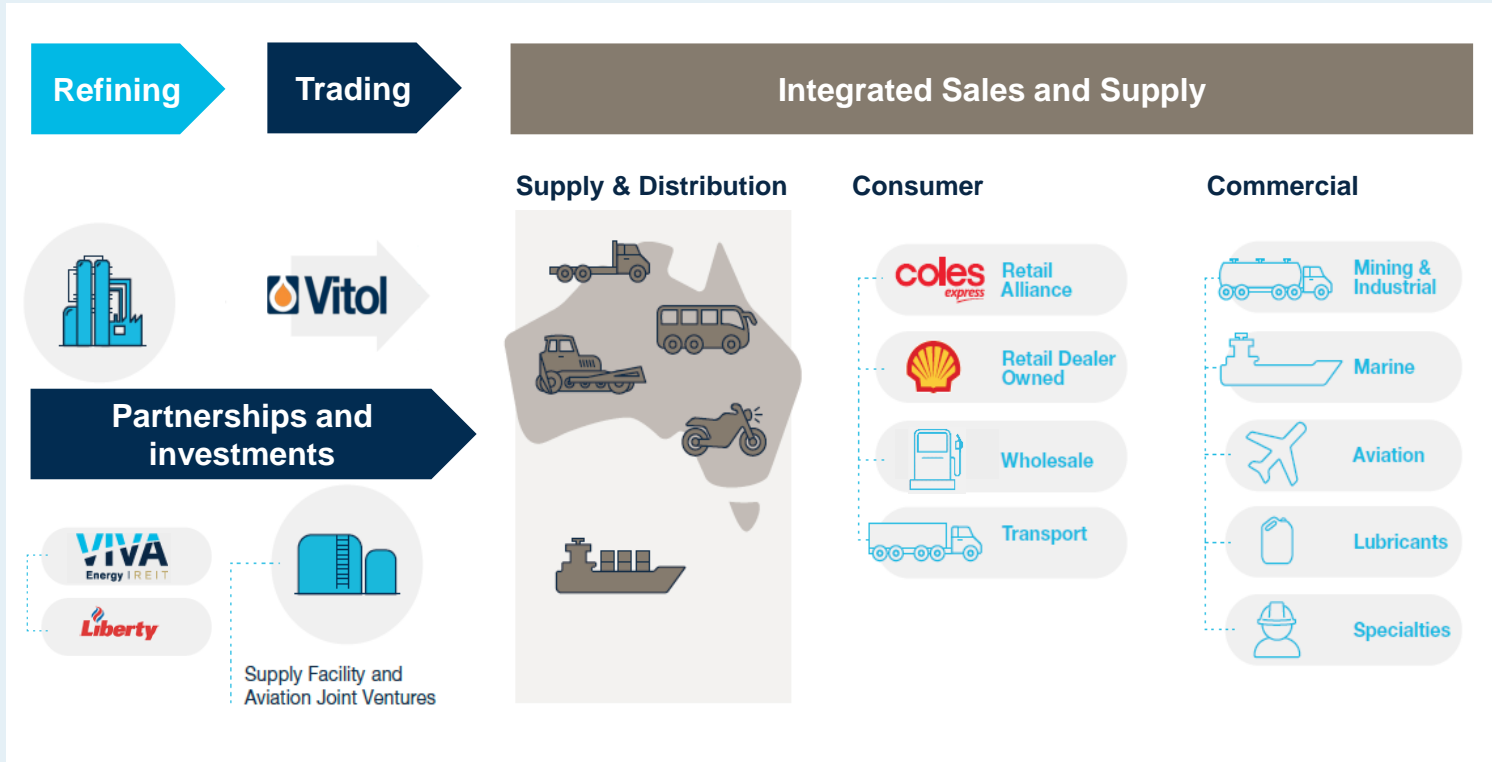 Refining
Trading
Integrated Sales and Supply
Supply & Distribution
Consumer
Commercial
Vitol
Partnerships and
investments
VIVA
Energy | REIT
Liberty
Supply Facility and
Aviation Joint Ventures
coles
express
Retail
Alliance
Retail Dealer
Owned
Wholesale
Transport
Mining &
Industrial
Marine
Aviation
Lubricants
Specialties